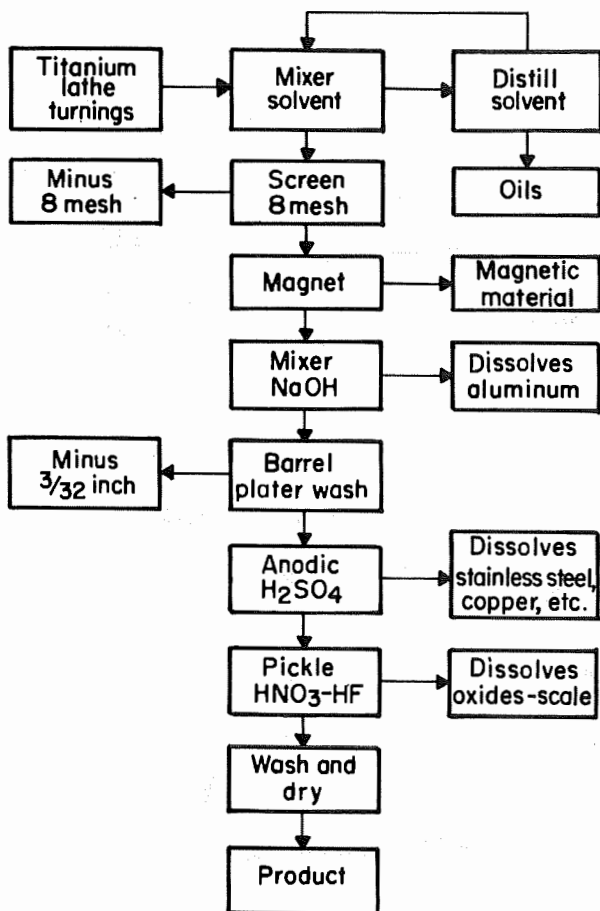 Titanium
lathe
turnings
Mixer
solvent
Distill
solvent
Minus
8 mesh
Screen
8 mesh
Oils
Magnet
Magnetic
material
Mixer
NaOH
Dissolves
aluminum
Minus
3/32 inch
Barrel
plater wash
Anodic
H2SO4
Dissolves
stainless steel,
copper, etc.
Pickle
HNO3-HF
Dissolves
oxides-scale
Wash and
dry
Product